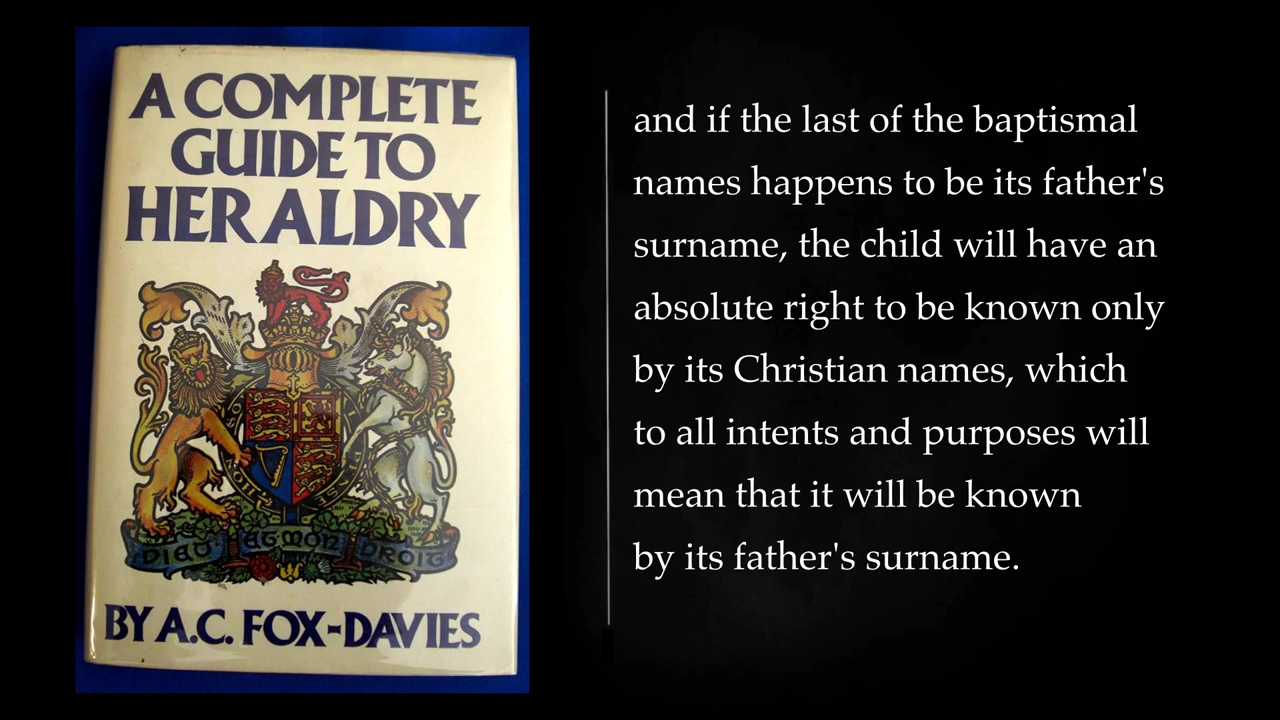 A COMPLETE
GUIDE TO
HERALDRY
DIEU ET MON DROIT
BY A.C. FOX-DAVIES
and if the last of the baptismal
names happens to be its father's
surname, the child will have an
absolute right to be known only
by its Christian names, which
to all intents and purposes will
mean that it will be known
by its father's surname.